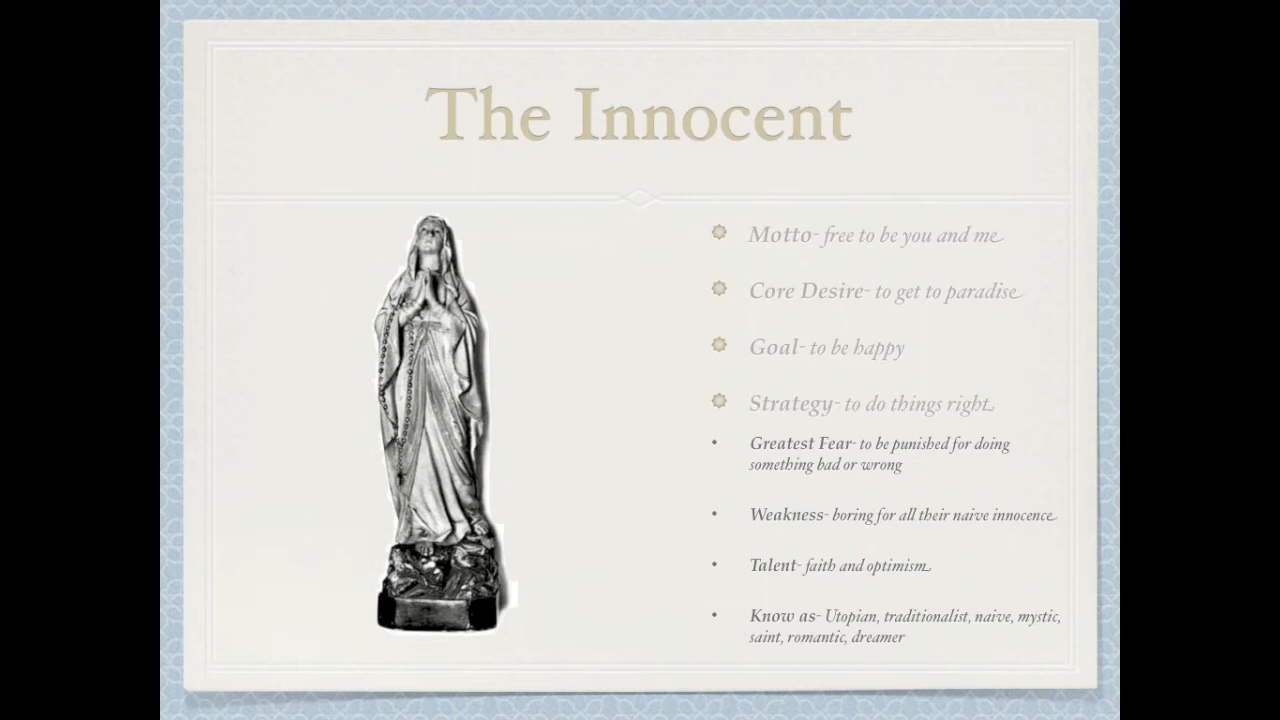 The Innocent
Motto- free to be you and me
Core Desire- to get to paradise
Goal- to be happy
Strategy- to do things right
• Greatest Fear- to be punished for doing
something bad or wrong
• Weakness- boring for all their naive innocence
• Talent- faith and optimism
• Know as- Utopian, traditionalist, naive, mystic,
saint, romantic, dreamer